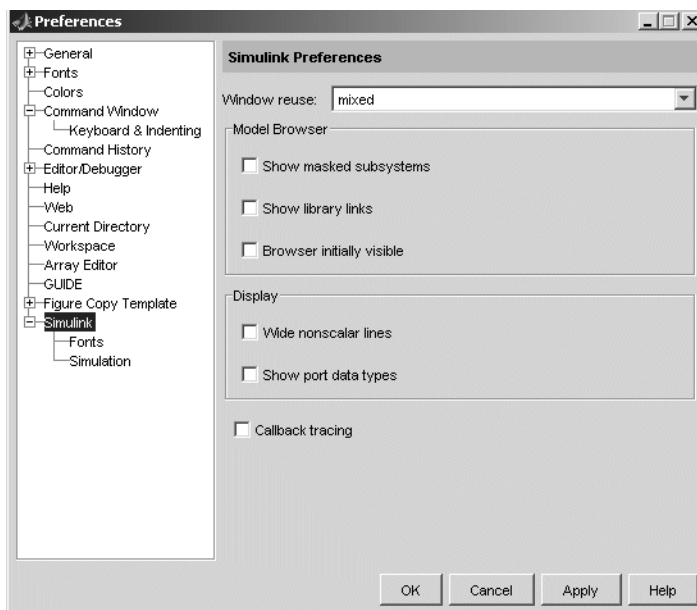 Preferences
General
Fonts
Colors
Command Window
Keyboard & Indenting
Command History
Editor/Debugger
Help
Web
Current Directory
Workspace
Array Editor
GUIDE
Figure Copy Template
Simulink
Fonts
Simulation
Simulink Preferences
Window reuse: mixed
Model Browser
Show masked subsystems
Show library links
Browser initially visible
Display
Wide nonscalar lines
Show port data types
Callback tracing
OK Cancel Apply Help